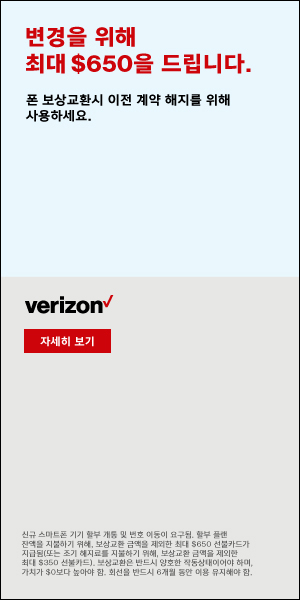 변경을 위해
최대 $650을 드립니다.
폰 보상교환시 이전 계약 해지를 위해
사용하세요.
verizon✓
자세히 보기
신규 스마트폰 기기 할부 개통 및 번호 이동이 요구됨. 할부 플랜
잔액을 지불하기 위해, 보상교환 금액을 제외한 최대 $650 선불카드가
지급됨(또는 조기 해지료를 지불하기 위해, 보상교환 금액을 제외한
최대 $350 선불카드). 보상교환은 반드시 양호한 작동상태이어야 하며,
가치가 $0보다 높아야 함. 회선을 반드시 6개월 동안 이용 유지해야 함.